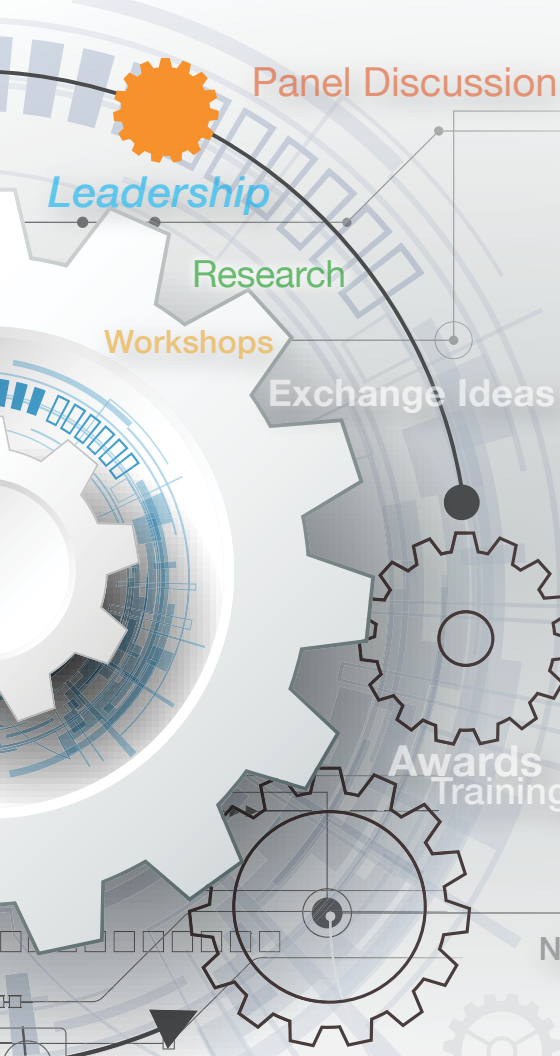 Panel Discussion
Leadership
Research
Workshops
Exchange Ideas
Awards
Training
N